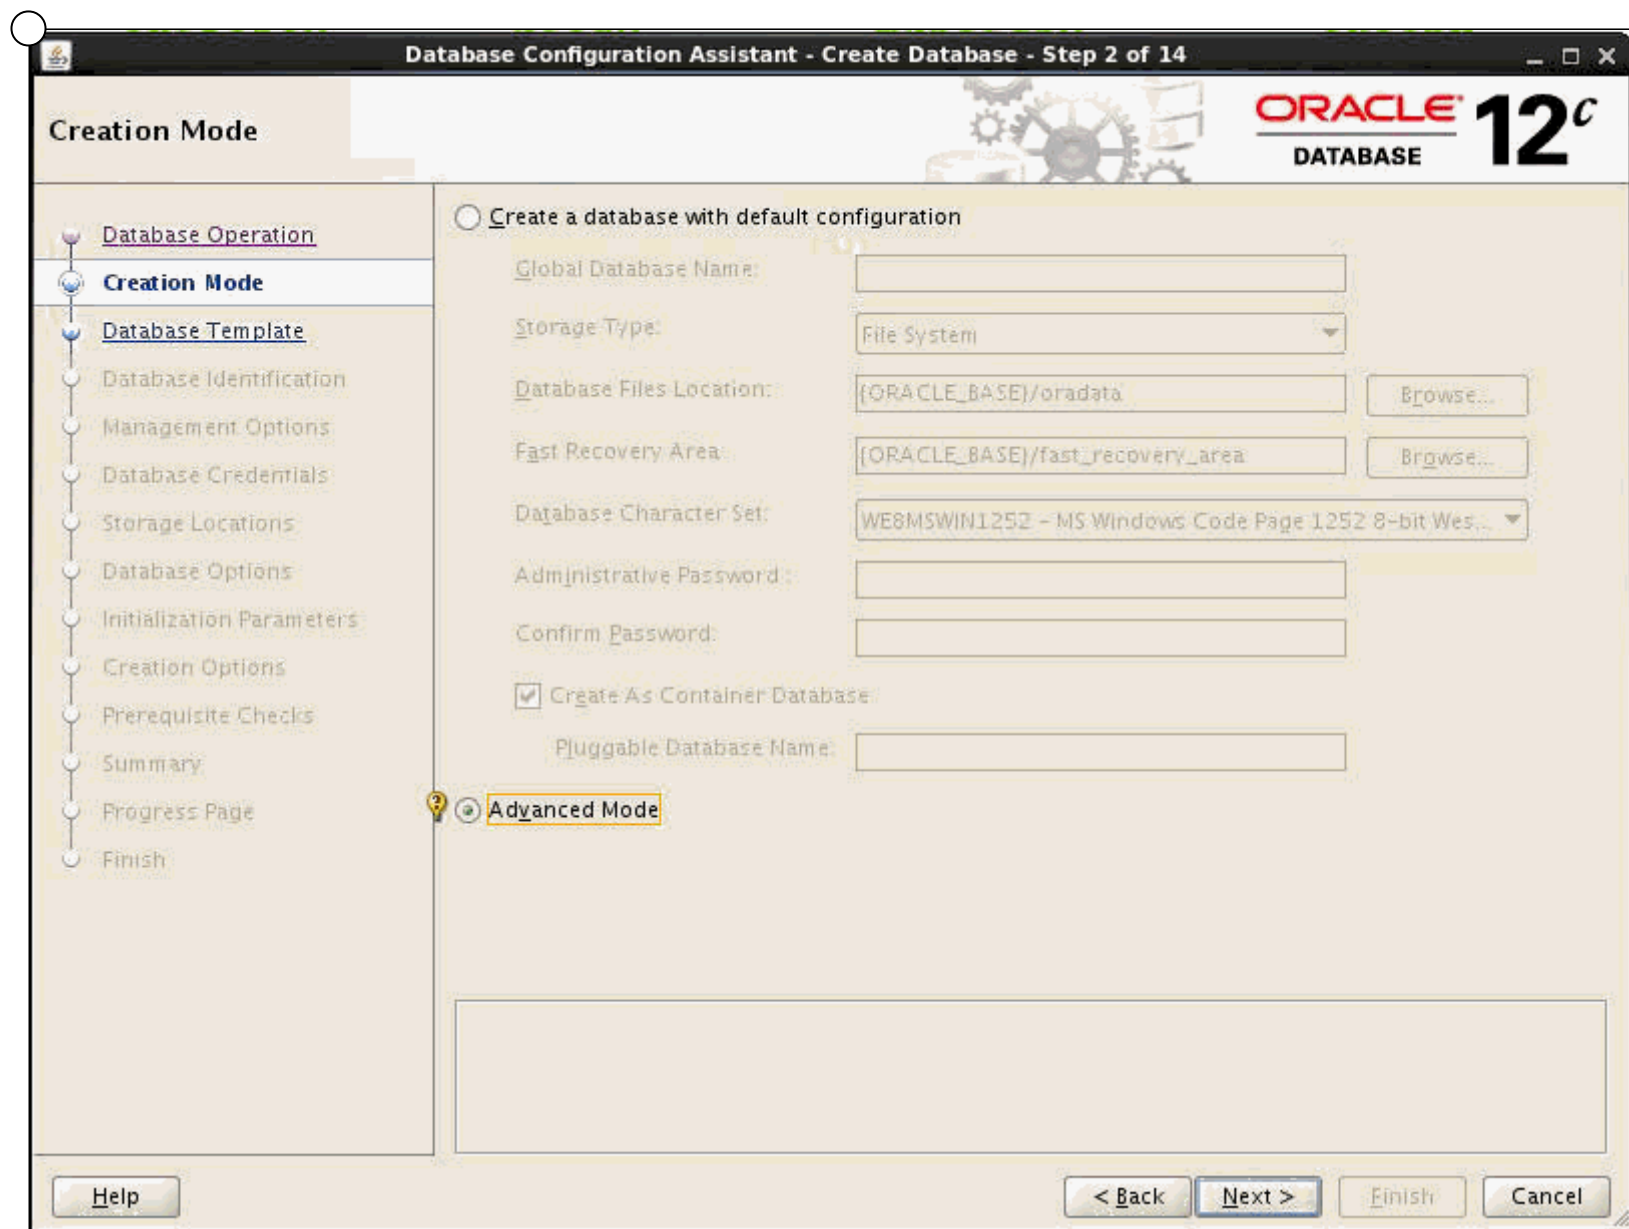 Database Configuration Assistant - Create Database - Step 2 of 14
Creation Mode
ORACLE
DATABASE
12c
Database Operation
Creation Mode
Database Template
Database Identification
Management Options
Database Credentials
Storage Locations
Database Options
Initialization Parameters
Creation Options
Prerequisite Checks
Summary
Progress Page
Finish
Create a database with default configuration
Global Database Name:
Storage Type: File System
Database Files Location: {ORACLE_BASE}/oradata Browse...
Fast Recovery Area: {ORACLE_BASE}/fast_recovery_area Browse...
Database Character Set: WE8MSWIN1252 - MS Windows Code Page 1252 8-bit Wes...
Administrative Password :
Confirm Password:
Create As Container Database
Pluggable Database Name:
Advanced Mode
Help < Back Next > Finish Cancel